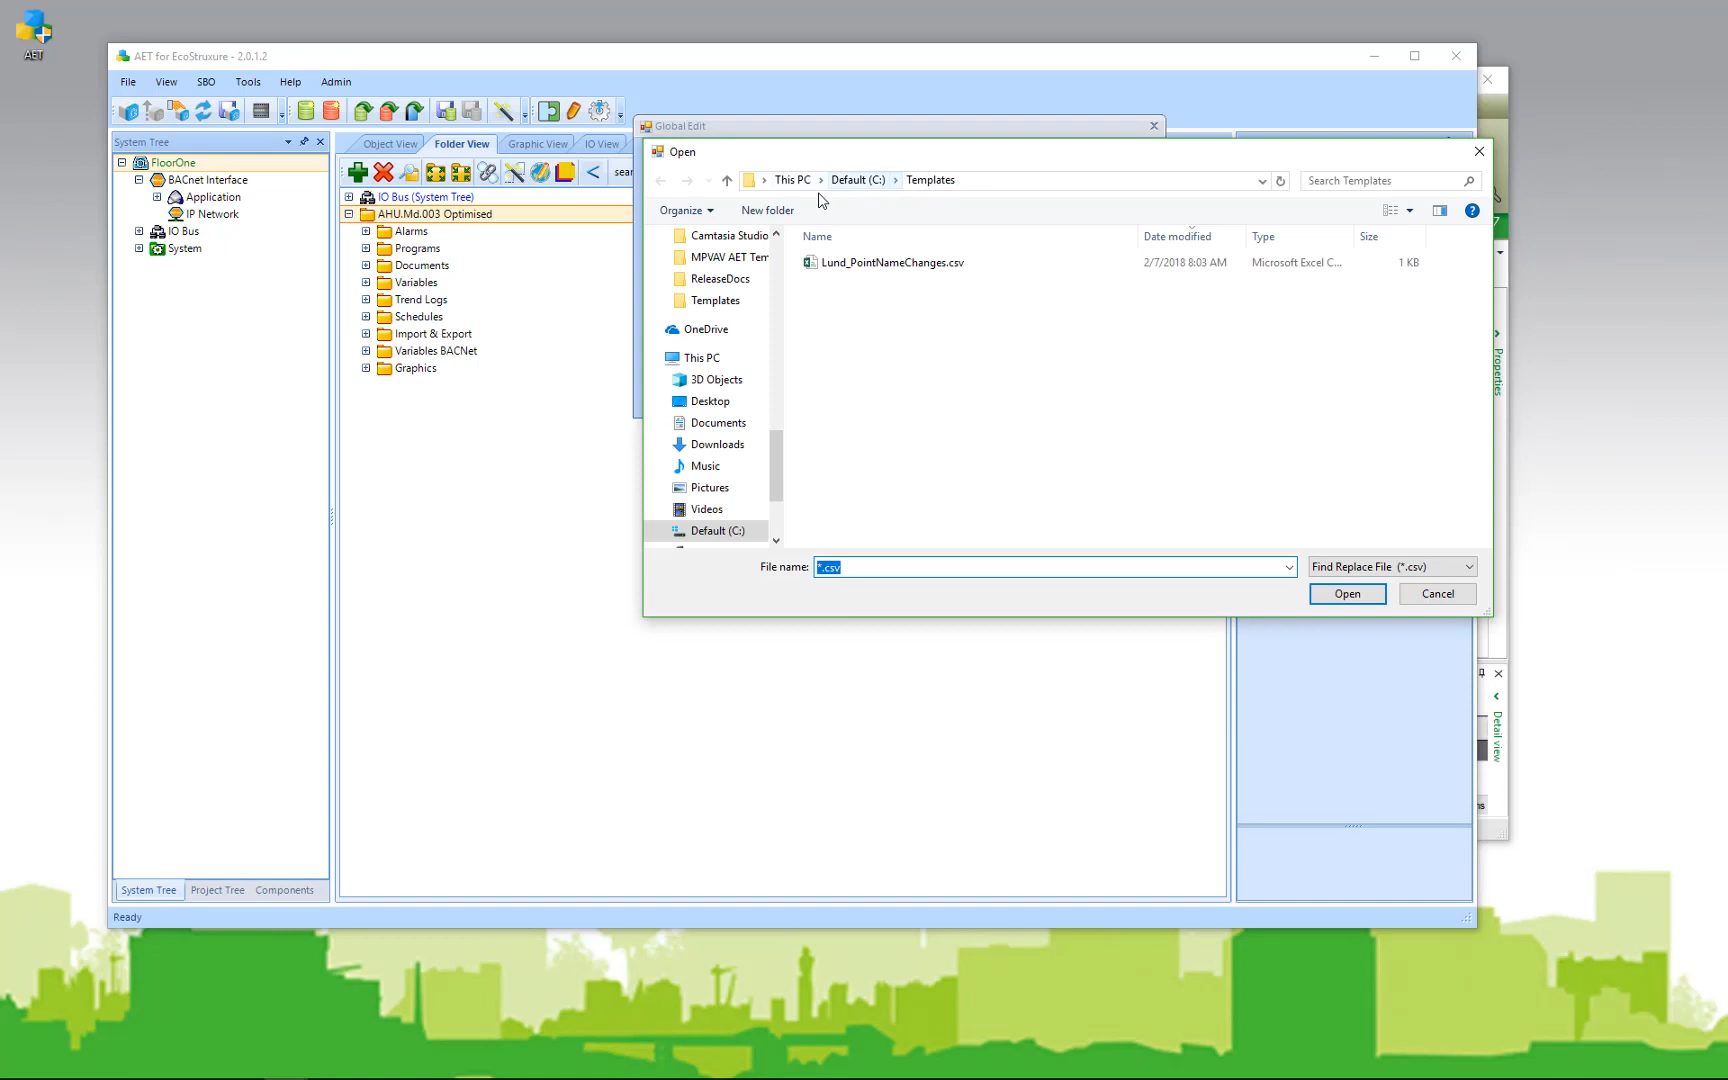 AET
AET for EcoStruxure - 2.0.1.2
File View SBO Tools Help Admin
System Tree
FloorOne
BACnet Interface
Application
IP Network
IO Bus
System
Object View Folder View Graphic View IO View
IO Bus (System Tree)
AHU.Md.003 Optimised
Alarms
Programs
Documents
Variables
Trend Logs
Schedules
Import & Export
Variables BACNet
Graphics
Global Edit
Open
This PC Default (C:) Templates
Search Templates
Organize New folder
Name Date modified Type Size
Lund_PointNameChanges.csv 2/7/2018 8:03 AM Microsoft Excel C... 1 KB
Camtasia Studio
MPVAV AET Tem
ReleaseDocs
Templates
OneDrive
This PC
3D Objects
Desktop
Documents
Downloads
Music
Pictures
Videos
Default (C:)
File name: *.csv Find Replace File (*.csv)
Open Cancel
Properties
Detail view
System Tree Project Tree Components
Ready